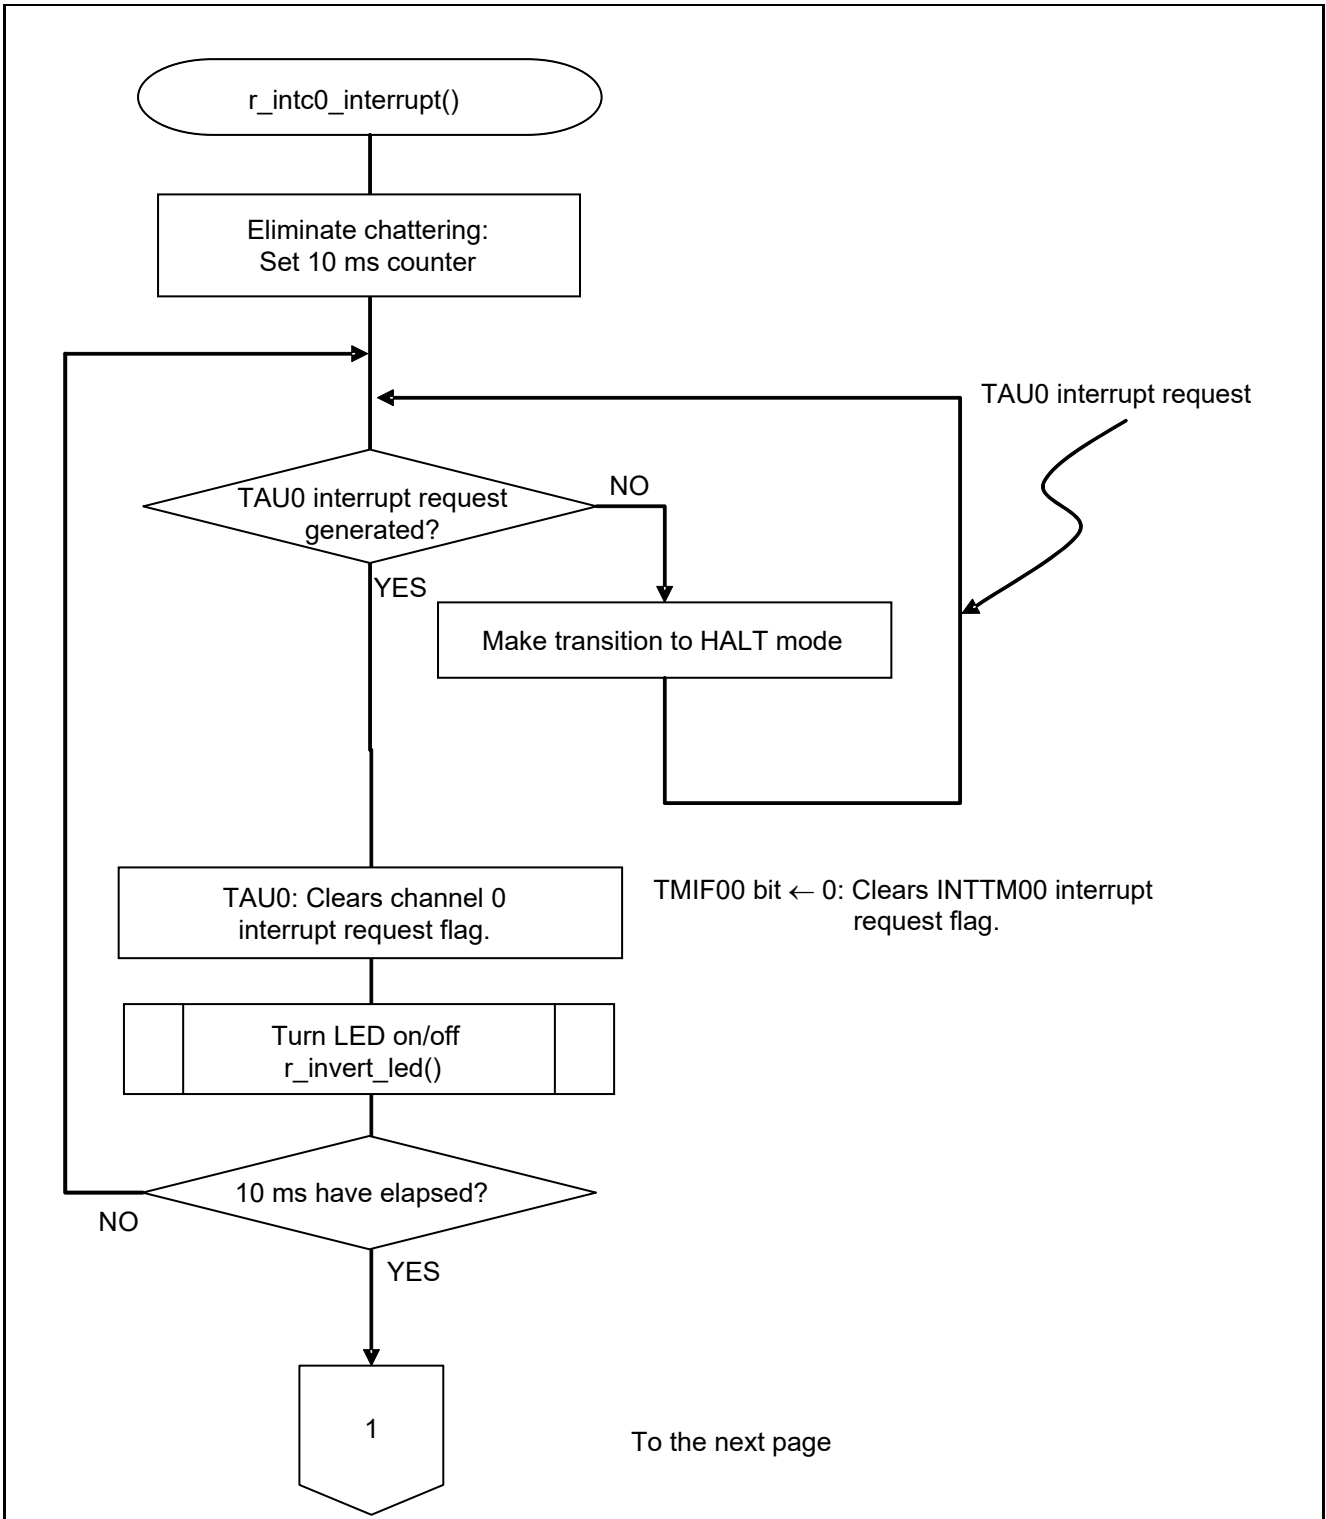 r_intc0_interrupt()
Eliminate chattering:
Set 10 ms counter
TAU0 interrupt request
TAU0 interrupt request
generated?
NO
YES
Make transition to HALT mode
TAU0: Clears channel 0
interrupt request flag.
TMIF00 bit ← 0: Clears INTTM00 interrupt
request flag.
Turn LED on/off
r_invert_led()
10 ms have elapsed?
NO
YES
1
To the next page